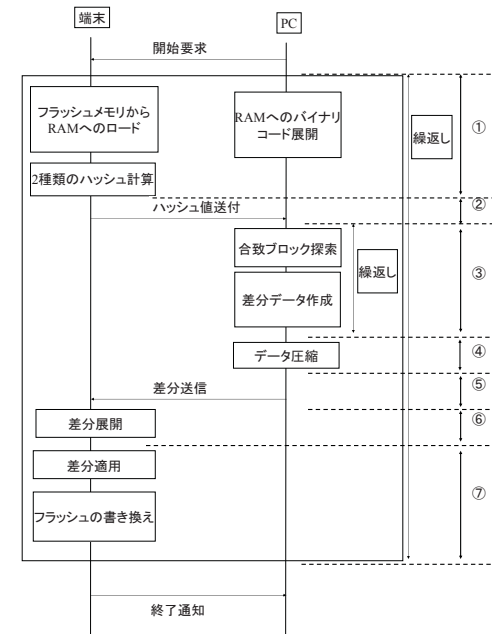 端末
PC
開始要求
フラッシュメモリから
RAMへのロード
RAMへのバイナリ
コード展開
①
繰返し
2種類のハッシュ計算
②
ハッシュ値送付
合致ブロック探索
繰返し
③
差分データ作成
データ圧縮
④
差分送信
⑤
差分展開
⑥
差分適用
フラッシュの書き換え
⑦
終了通知